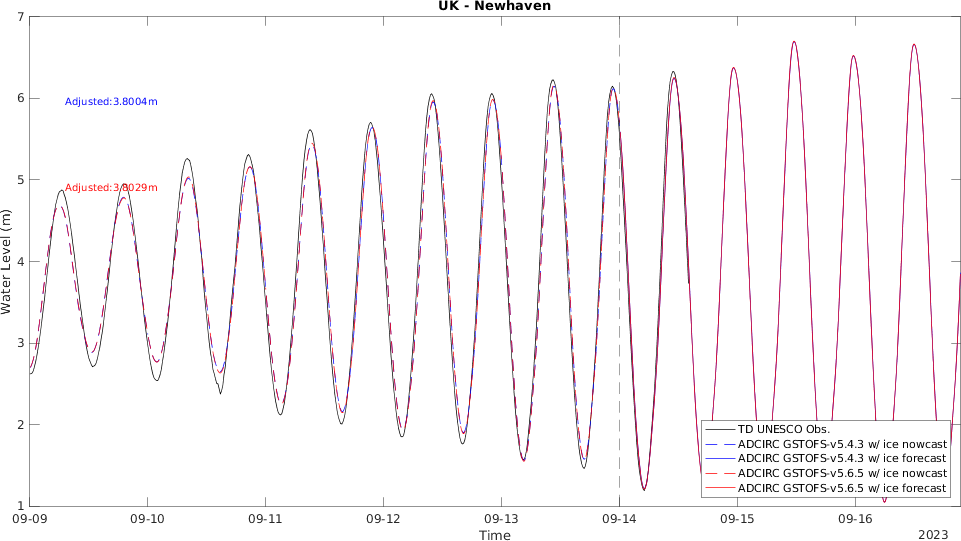 UK - Newhaven
7
6
5
4
3
2
1
Water Level (m)
Adjusted:3.8004m
Adjusted:3.8029m
TD UNESCO Obs.
ADCIRC GSTOFS-v5.4.3 w/ ice nowcast
ADCIRC GSTOFS-v5.4.3 w/ ice forecast
ADCIRC GSTOFS-v5.6.5 w/ ice nowcast
ADCIRC GSTOFS-v5.6.5 w/ ice forecast
09-09 09-10 09-11 09-12 09-13 09-14 09-15 09-16
Time
2023